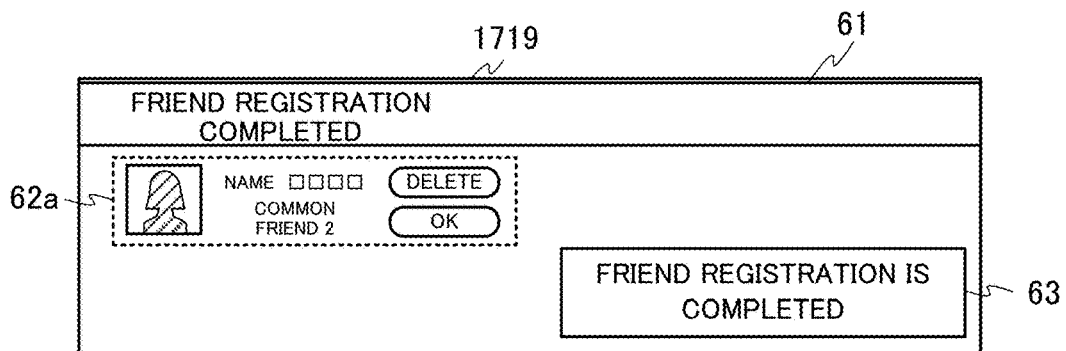 1719
61
FRIEND REGISTRATION
COMPLETED
62a
NAME □□□□
DELETE
COMMON
FRIEND 2
OK
FRIEND REGISTRATION IS
COMPLETED
63